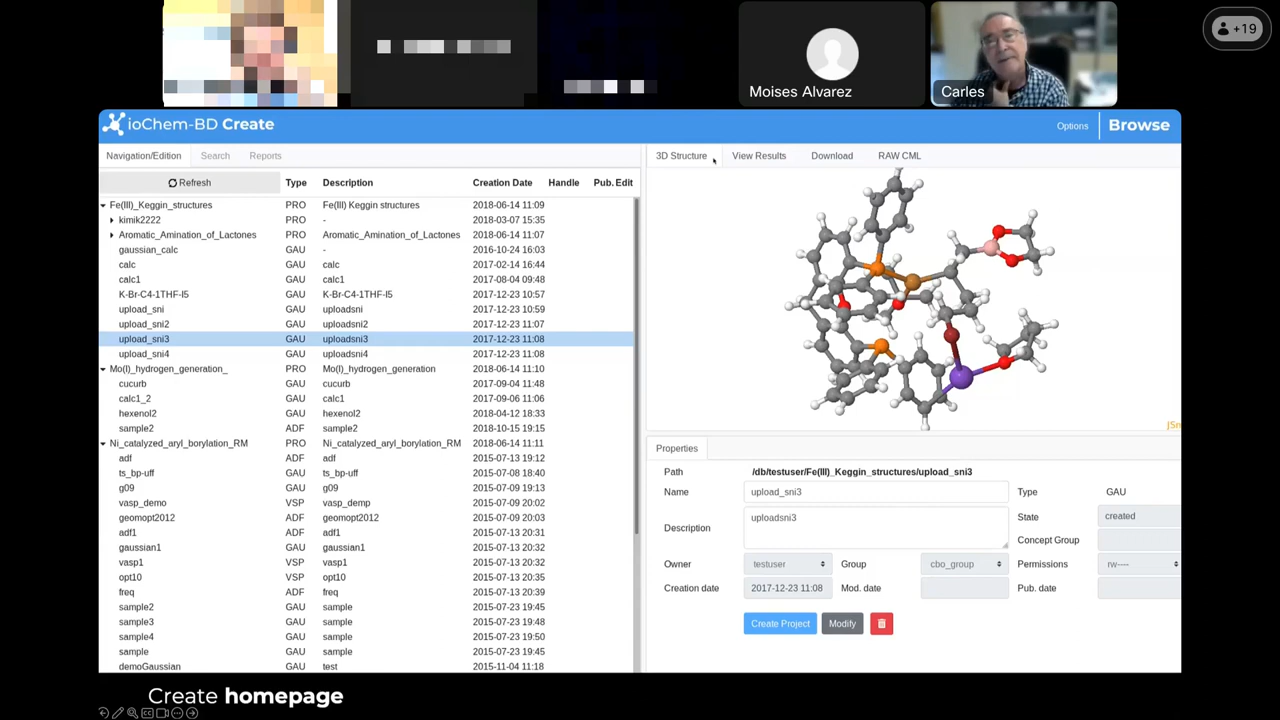 +19
Moises Alvarez
Carles
ioChem-BD Create
Options
Browse
Navigation/Edition Search Reports
3D Structure View Results Download RAW CML
Refresh Type Description Creation Date Handle Pub. Edit
Fe(III)_Keggin_structures PRO Fe(III) Keggin structures 2018-06-14 11:09
kimik2222 PRO - 2018-03-07 15:35
Aromatic_Amination_of_Lactones PRO Aromatic_Amination_of_Lactones 2018-06-14 11:07
gaussian_calc GAU - 2016-10-24 16:03
calc GAU calc 2017-02-14 16:44
calc1 GAU calc1 2017-08-04 09:48
K-Br-C4-1THF-I5 GAU K-Br-C4-1THF-I5 2017-12-23 10:57
upload_sni GAU uploadsni 2017-12-23 10:59
upload_sni2 GAU uploadsni2 2017-12-23 11:07
upload_sni3 GAU uploadsni3 2017-12-23 11:08
upload_sni4 GAU uploadsni4 2017-12-23 11:08
Mo(I)_hydrogen_generation_ PRO Mo(I)_hydrogen_generation 2018-06-14 11:10
cucurb GAU cucurb 2017-09-04 11:48
calc1_2 GAU calc1 2017-09-06 11:06
hexenol2 GAU hexenol2 2018-04-12 18:33
sample2 ADF sample2 2018-10-15 19:15
Ni_catalyzed_aryl_borylation_RM PRO Ni_catalyzed_aryl_borylation_RM 2018-06-14 11:11
adf ADF adf 2015-07-13 19:12
ts_bp-uff GAU ts_bp-uff 2015-07-08 18:40
g09 GAU g09 2015-07-09 19:13
vasp_demo VSP vasp_demp 2015-07-09 20:02
geomopt2012 ADF geomopt2012 2015-07-09 20:03
adf1 ADF adf1 2015-07-13 20:31
gaussian1 GAU gaussian1 2015-07-13 20:32
vasp1 VSP vasp1 2015-07-13 20:32
opt10 VSP opt10 2015-07-13 20:35
freq ADF freq 2015-07-13 20:39
sample2 GAU sample 2015-07-23 19:45
sample3 GAU sample 2015-07-23 19:48
sample4 GAU sample 2015-07-23 19:50
sample GAU sample 2015-07-23 19:45
demoGaussian GAU test 2015-11-04 11:18
JSm
Properties
Path /db/testuser/Fe(III)_Keggin_structures/upload_sni3
Name upload_sni3 Type GAU
Description uploadsni3 State created
Concept Group
Owner testuser Group cbo_group Permissions rw----
Creation date 2017-12-23 11:08 Mod. date Pub. date
Create Project Modify
Create homepage